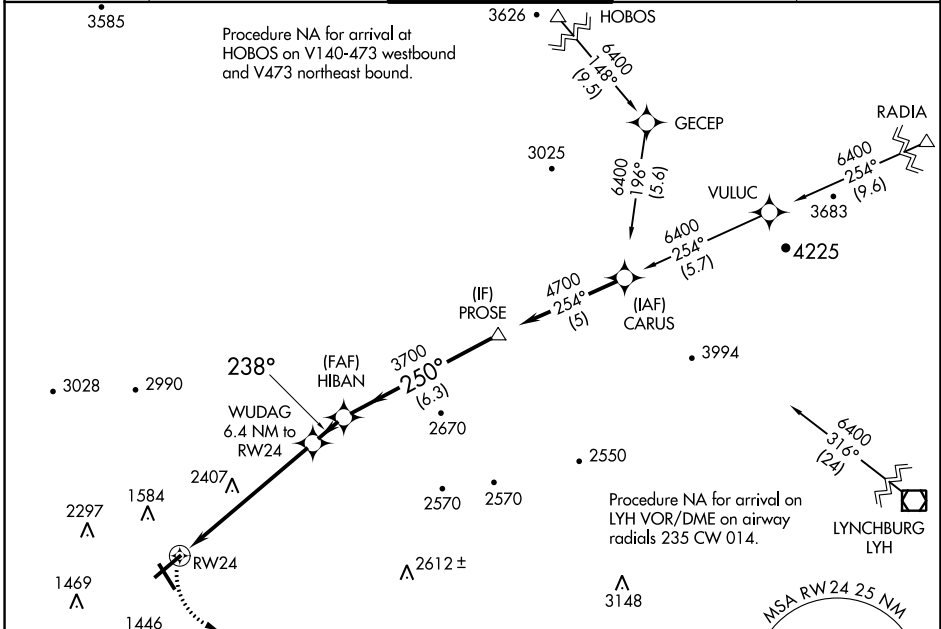 3585
3626
HOBOS
Procedure NA for arrival at
HOBOS on V140-473 westbound
and V473 northeast bound.
6400
148°
(9.5)
GECEP
RADIA
3025
6400
196°
(5.6)
6400
254°
(9.6)
VULUC
3683
6400
254°
(5.7)
4225
(IF)
PROSE
4700
254°
(5)
(IAF)
CARUS
3994
238°
(FAF)
HIBAN
3700
250°
(6.3)
3028
2990
WUDAG
6.4 NM to
RW24
2670
6400
316°
(24)
2550
2407
2570
2570
1584
2297
Procedure NA for arrival on
LYH VOR/DME on airway
radials 235 CW 014.
LYNCHBURG
LYH
RW24
2612 ±
1469
3148
1446
MSA RW24 25 NM